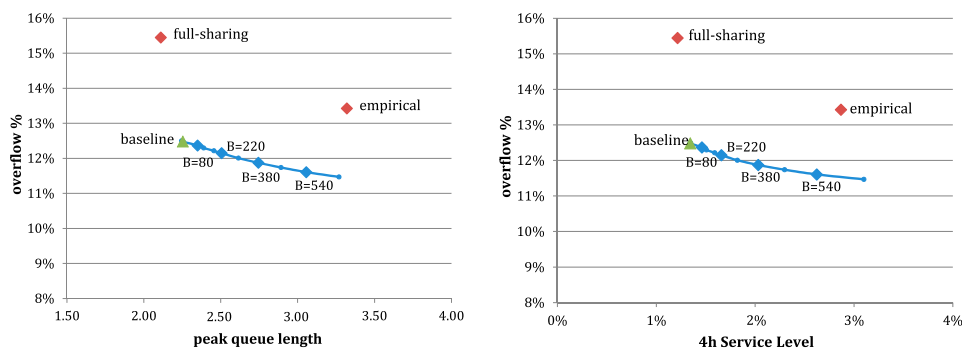 16%
15%
14%
13%
12%
11%
10%
9%
8%
overflow %
full-sharing
empirical
baseline
B=80
B=220
B=380
B=540
1.50
2.00
2.50
3.00
3.50
4.00
peak queue length
16%
15%
14%
13%
12%
11%
10%
9%
8%
overflow %
full-sharing
empirical
baseline
B=80
B=220
B=380
B=540
0%
1%
2%
3%
4%
4h Service Level